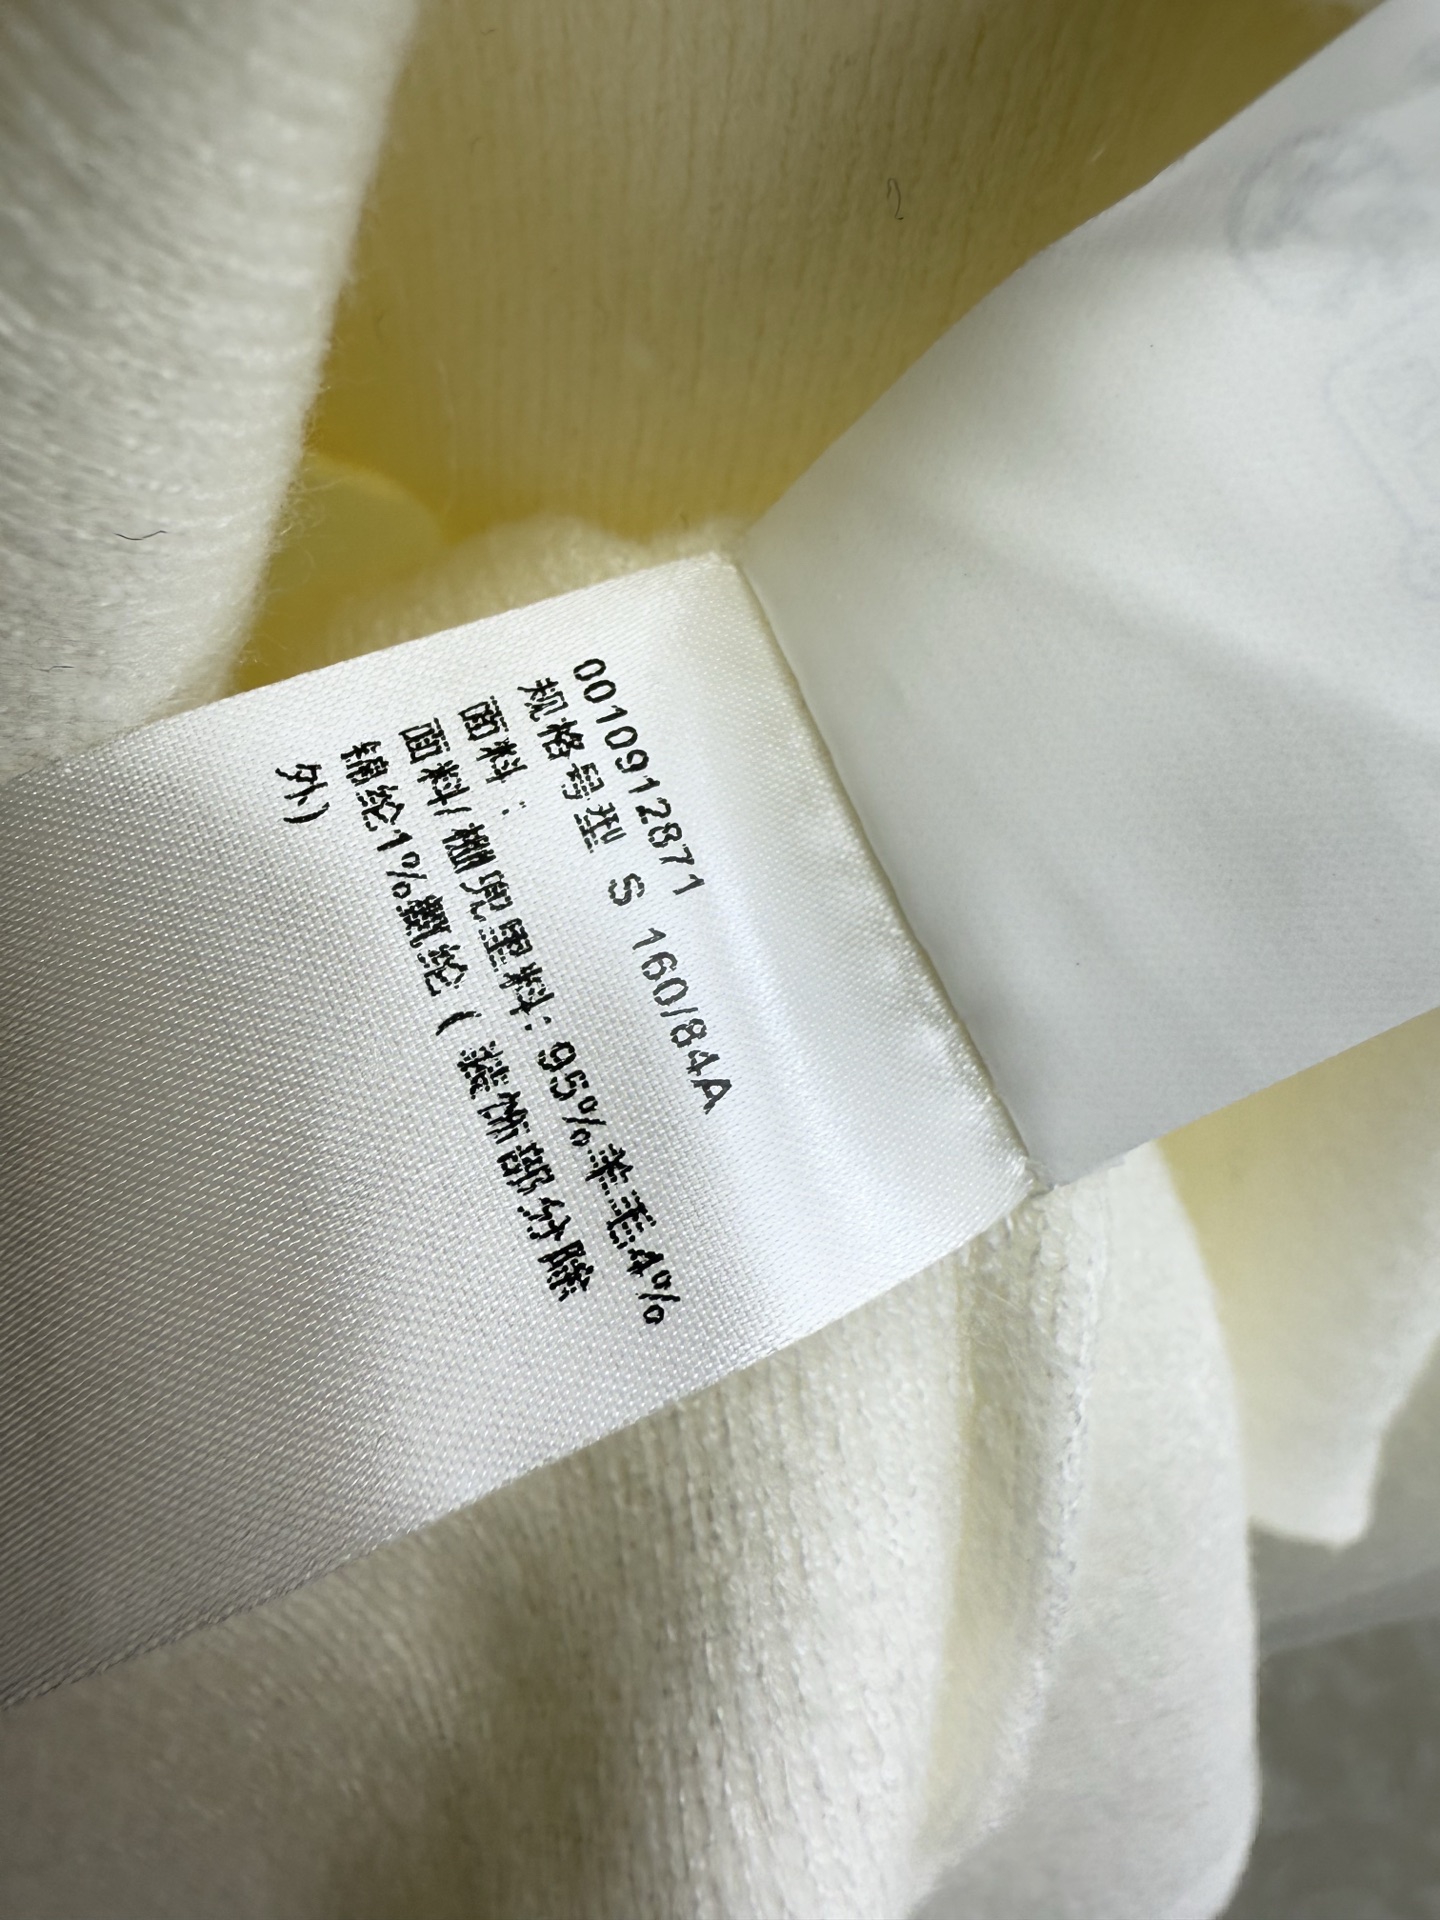 0010912871
规格号型 S 160/84A
面料:
面料/棚兜里料:95%羊毛4%
锦纶1%氨纶(装饰部分除
外)